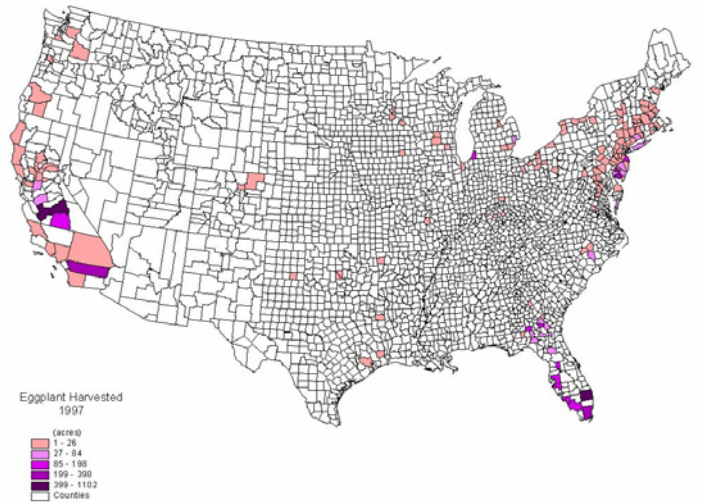 Eggplant Harvested
1997
(acres)
1 - 26
27 - 84
85 - 198
199 - 398
399 - 1102
Counties